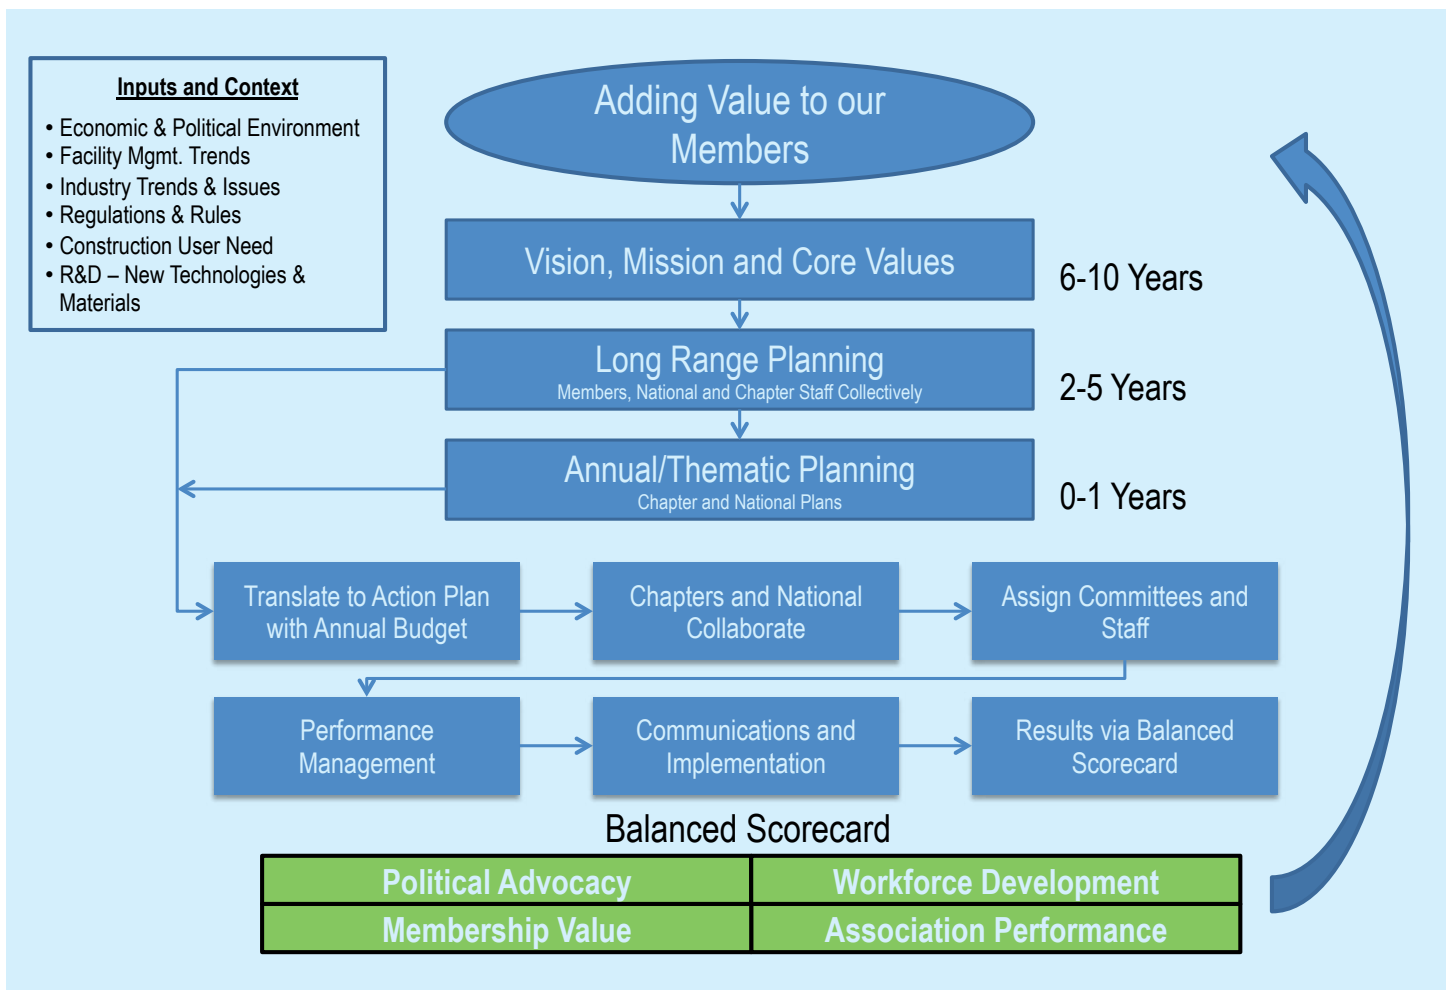 Inputs and Context
• Economic & Political Environment
• Facility Mgmt. Trends
• Industry Trends & Issues
• Regulations & Rules
• Construction User Need
• R&D – New Technologies &
Materials
Adding Value to our
Members
Vision, Mission and Core Values
6-10 Years
Long Range Planning
Members, National and Chapter Staff Collectively
2-5 Years
Annual/Thematic Planning
Chapter and National Plans
0-1 Years
Translate to Action Plan
with Annual Budget
Chapters and National
Collaborate
Assign Committees and
Staff
Performance
Management
Communications and
Implementation
Results via Balanced
Scorecard
Balanced Scorecard
Political Advocacy
Workforce Development
Membership Value
Association Performance